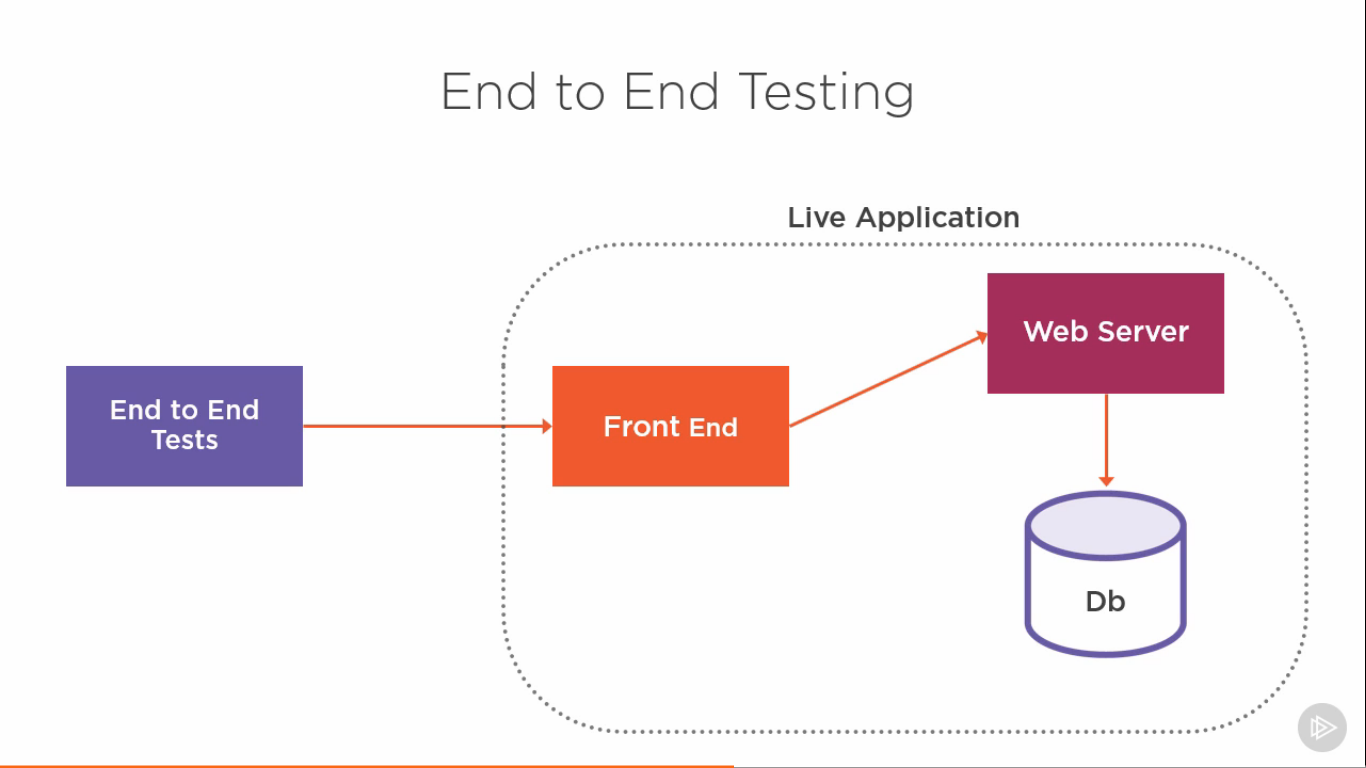 End to End Testing
Live Application
Web Server
End to End
Tests
Front End
Db